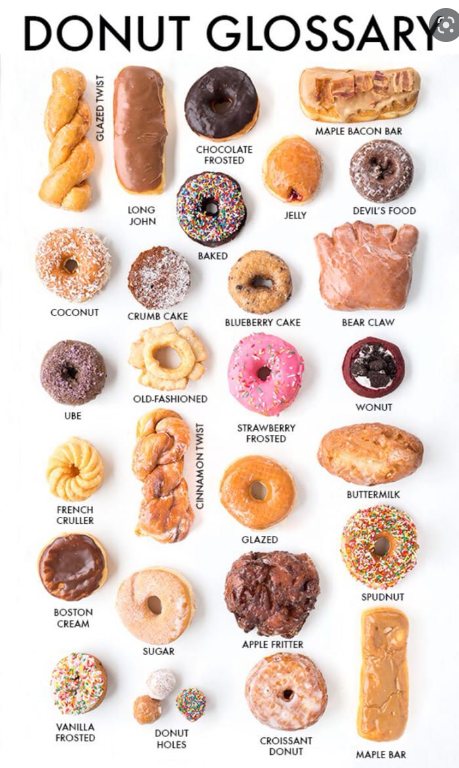 DONUT GLOSSARY
GLAZED TWIST
LONG
JOHN
CHOCOLATE
FROSTED
MAPLE BACON BAR
JELLY
DEVIL'S FOOD
BAKED
COCONUT
CRUMB CAKE
BLUEBERRY CAKE
BEAR CLAW
UBE
OLD-FASHIONED
STRAWBERRY
FROSTED
WONUT
CINNAMON TWIST
FRENCH
CRULLER
GLAZED
BUTTERMILK
BOSTON
CREAM
SUGAR
APPLE FRITTER
SPUDNUT
VANILLA
FROSTED
DONUT
HOLES
CROISSANT
DONUT
MAPLE BAR